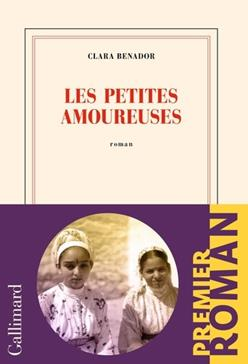 CLARA BENADOR
LES PETITES
AMOUREUSES
roman
Gallimard
PREMIER
ROMAN